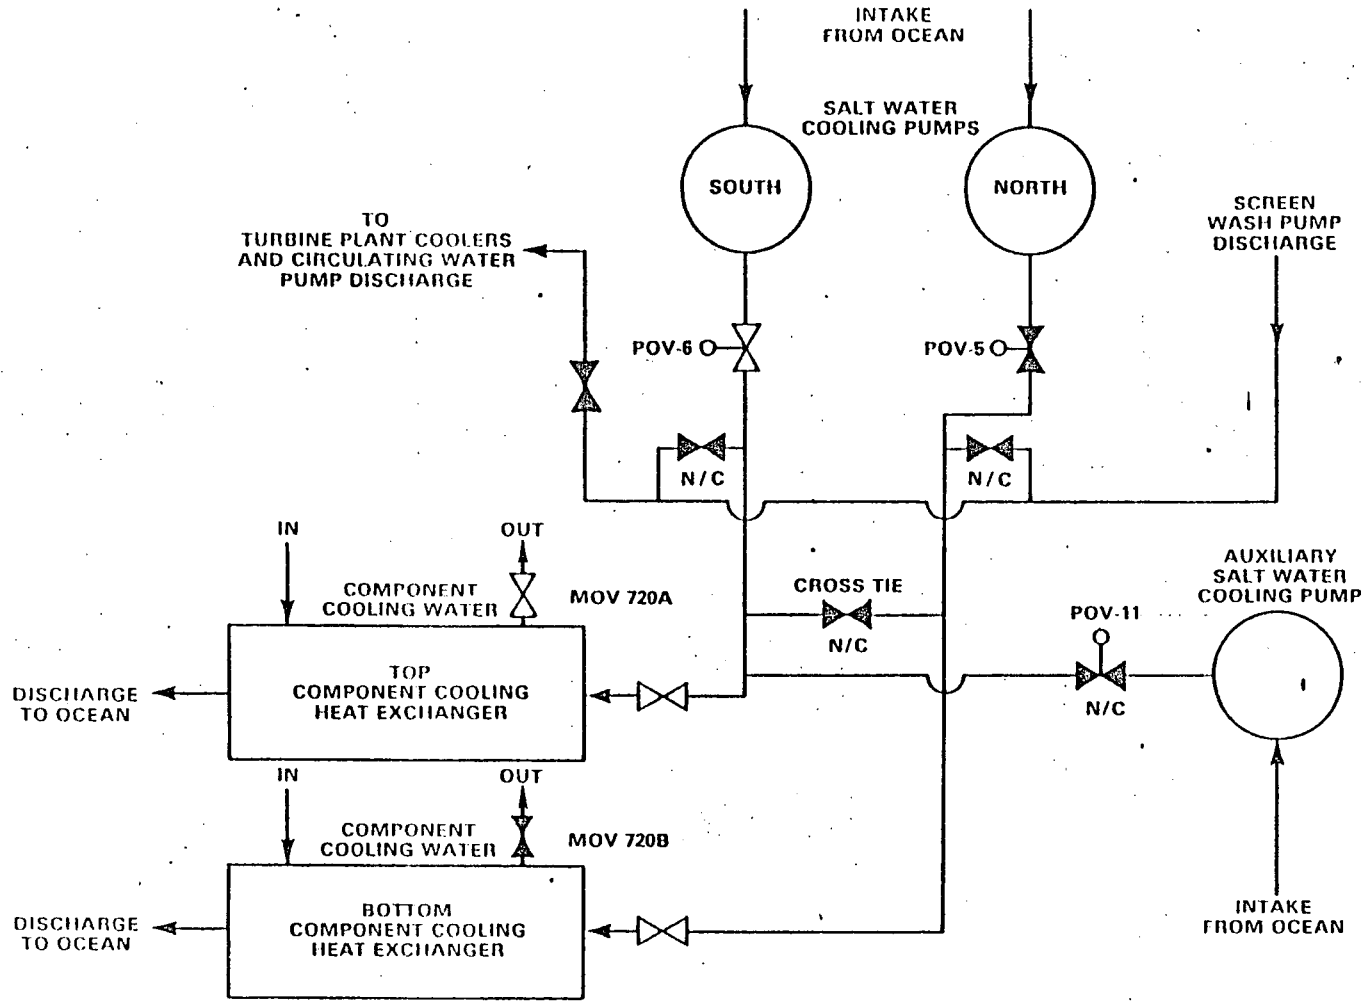 INTAKE
FROM OCEAN
SALT WATER
COOLING PUMPS
SOUTH
NORTH
SCREEN
WASH PUMP
DISCHARGE
TO
TURBINE PLANT COOLERS
AND CIRCULATING WATER
PUMP DISCHARGE
POV-6
POV-5
N/C
N/C
IN
OUT
COMPONENT
COOLING WATER
MOV 720A
CROSS TIE
N/C
AUXILIARY
SALT WATER
COOLING PUMP
POV-11
N/C
TOP
COMPONENT COOLING
HEAT EXCHANGER
DISCHARGE
TO OCEAN
IN
OUT
COMPONENT
COOLING WATER
MOV 720B
BOTTOM
COMPONENT COOLING
HEAT EXCHANGER
DISCHARGE
TO OCEAN
INTAKE
FROM OCEAN